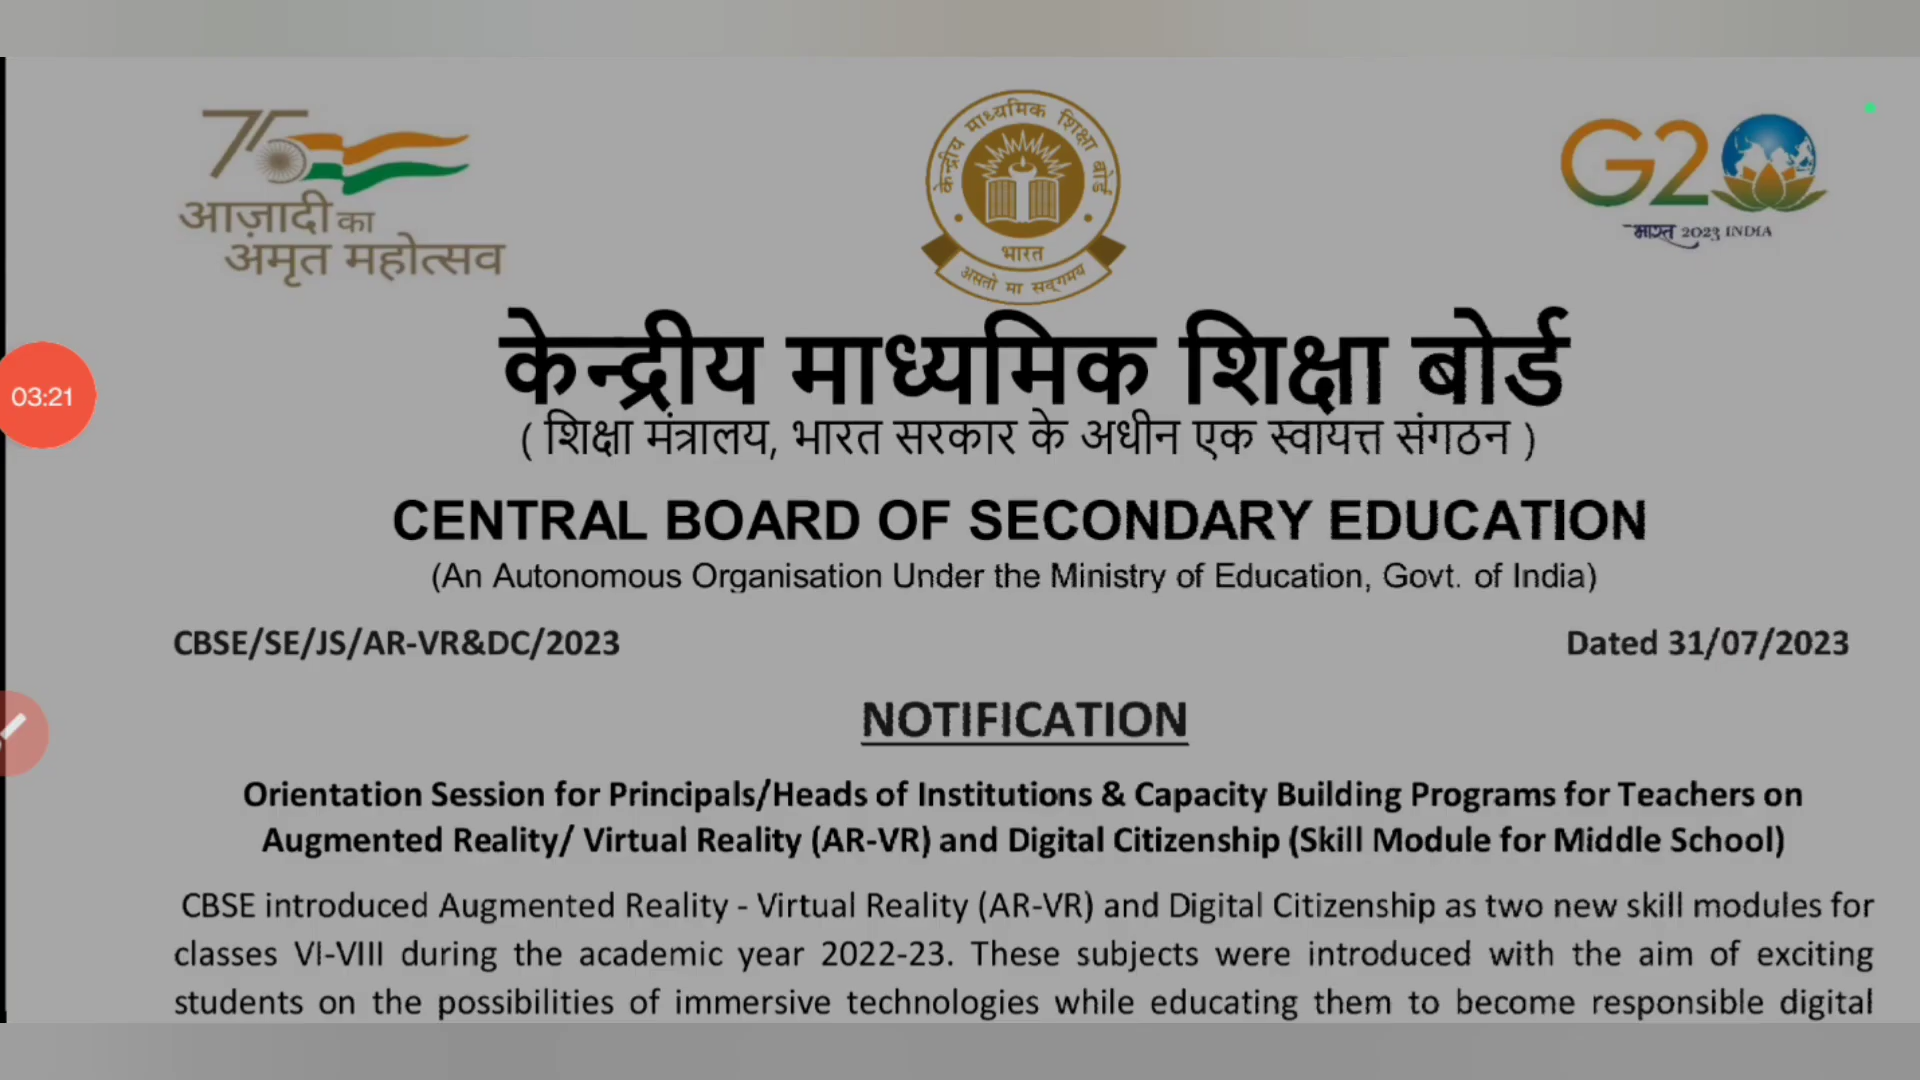 75
आज़ादी का
अमृत महोत्सव
केन्द्रीय माध्यमिक शिक्षा बोर्ड
भारत
असतो मा सद्गमय
G20
भारत 2023 INDIA
केन्द्रीय माध्यमिक शिक्षा बोर्ड
( शिक्षा मंत्रालय, भारत सरकार के अधीन एक स्वायत्त संगठन )
03:21
CENTRAL BOARD OF SECONDARY EDUCATION
(An Autonomous Organisation Under the Ministry of Education, Govt. of India)
CBSE/SE/JS/AR-VR&DC/2023 Dated 31/07/2023
NOTIFICATION
Orientation Session for Principals/Heads of Institutions & Capacity Building Programs for Teachers on
Augmented Reality/ Virtual Reality (AR-VR) and Digital Citizenship (Skill Module for Middle School)
CBSE introduced Augmented Reality - Virtual Reality (AR-VR) and Digital Citizenship as two new skill modules for
classes VI-VIII during the academic year 2022-23. These subjects were introduced with the aim of exciting
students on the possibilities of immersive technologies while educating them to become responsible digital